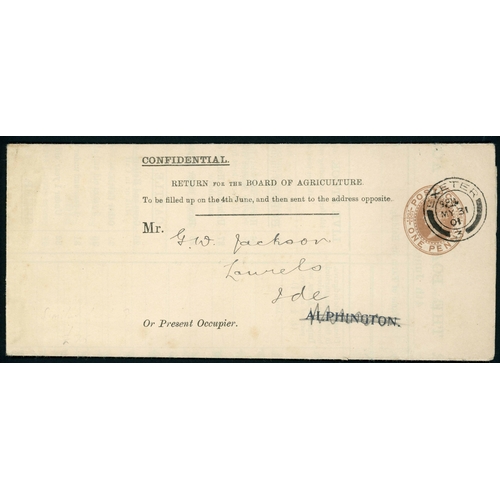 CONFIDENTIAL.
RETURN FOR THE BOARD OF AGRICULTURE.
To be filled up on the 4th June, and then sent to the address opposite.
EXETER
MY 31
01
POSTAGE
ONE PENNY
Mr. G. W. Jackson
Laurels
Ide
ALPHINGTON.
Or Present Occupier.